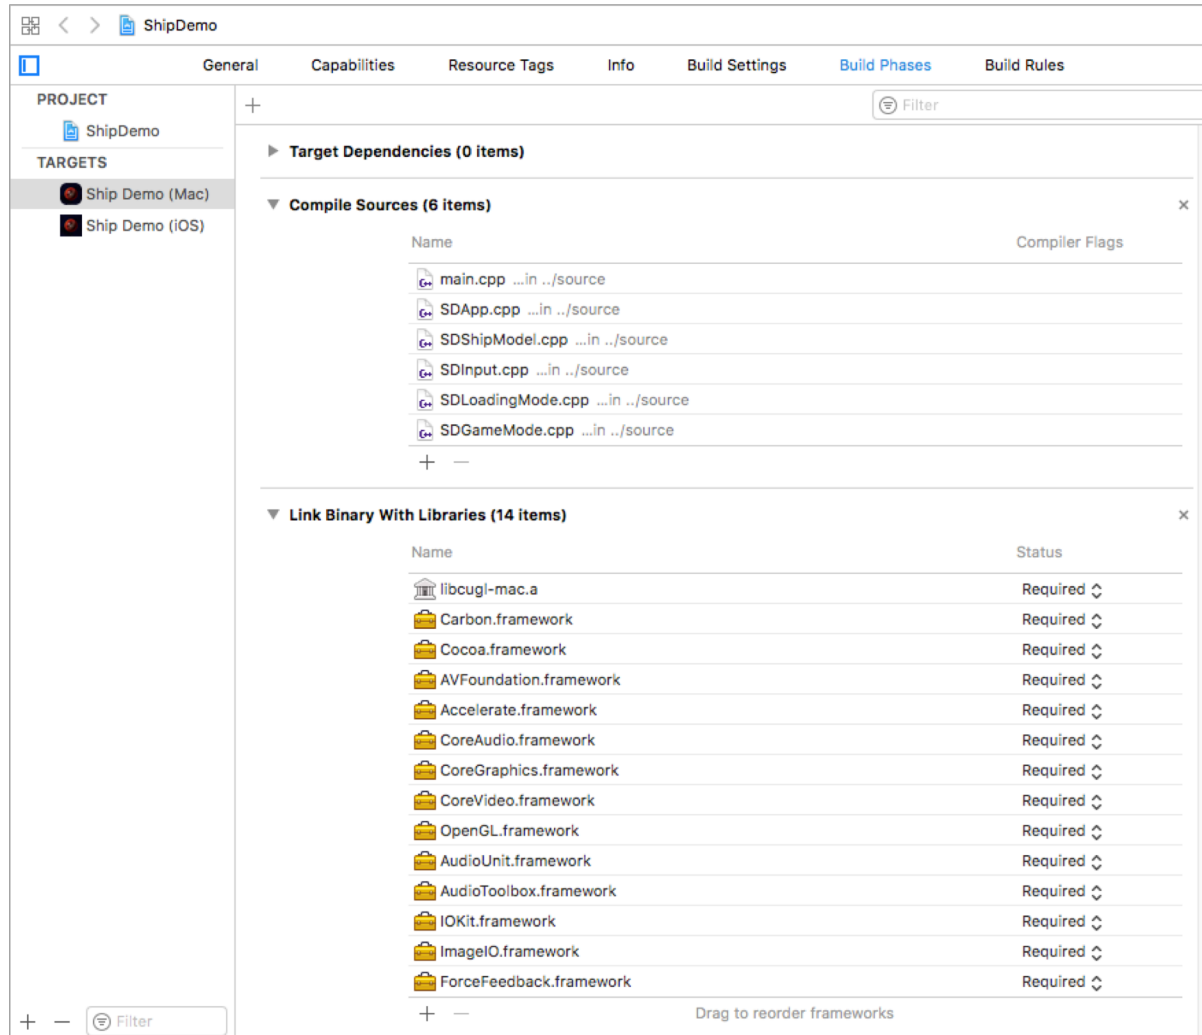 ShipDemo
General Capabilities Resource Tags Info Build Settings Build Phases Build Rules
PROJECT
ShipDemo
TARGETS
Ship Demo (Mac)
Ship Demo (iOS)
Filter
Filter
Target Dependencies (0 items)
Compile Sources (6 items)
Name Compiler Flags
main.cpp ...in ../source
SDApp.cpp ...in ../source
SDShipModel.cpp ...in ../source
SDInput.cpp ...in ../source
SDLoadingMode.cpp ...in ../source
SDGameMode.cpp ...in ../source
Link Binary With Libraries (14 items)
Name Status
libcugl-mac.a Required
Carbon.framework Required
Cocoa.framework Required
AVFoundation.framework Required
Accelerate.framework Required
CoreAudio.framework Required
CoreGraphics.framework Required
CoreVideo.framework Required
OpenGL.framework Required
AudioUnit.framework Required
AudioToolbox.framework Required
IOKit.framework Required
ImageIO.framework Required
ForceFeedback.framework Required
Drag to reorder frameworks